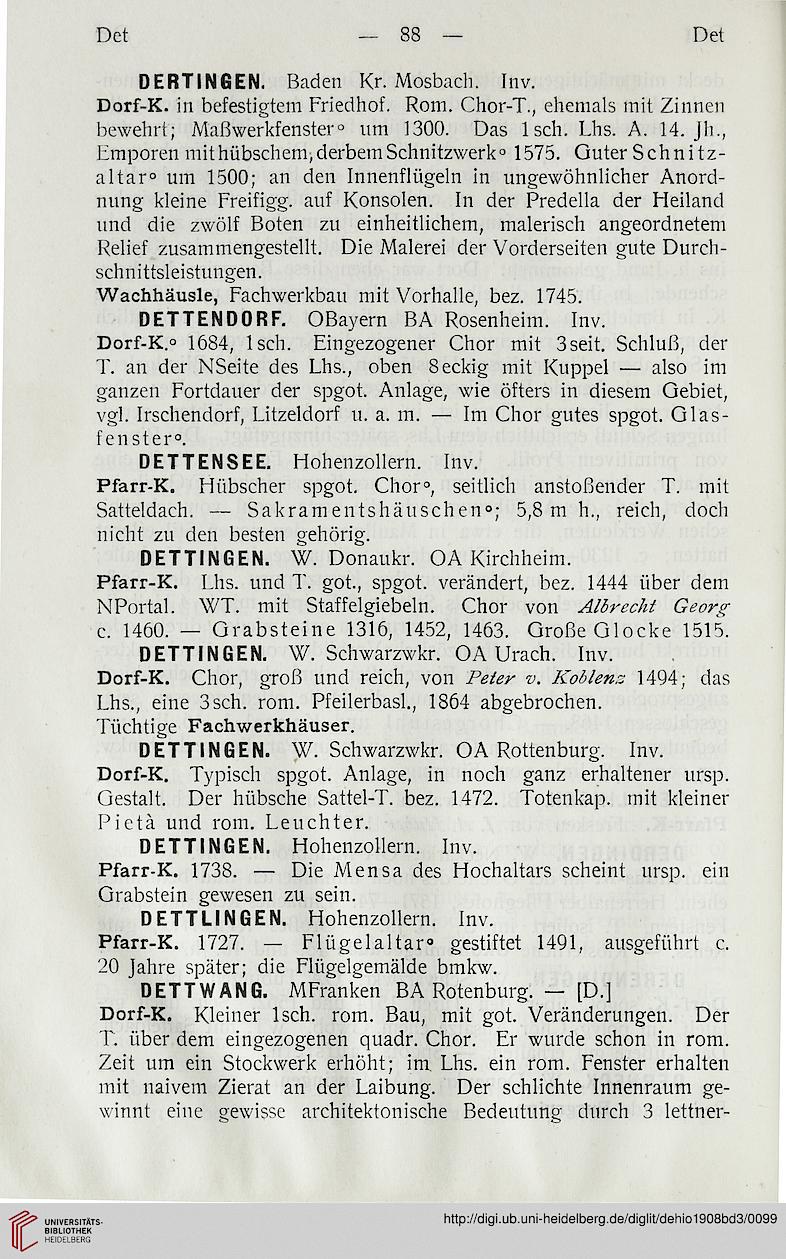 Det — 88 — Det
DERTINGEN. Baden Kr. Mosbach. Inv.
Dorf-K. in befestigtem Friedhof. Rom. Chor-T., ehemals mit Zinnen
bewehrt; Maßwerkfenster° um 1300. Das 1sch. Lhs. A. 14. Jh.,
Emporen mit hübschem, derbem Schnitzwerk° 1575. Guter Schnitz-
altar° um 1500; an den Innenflügeln in ungewöhnlicher Anord-
nung kleine Freifigg. auf Konsolen. In der Predella der Heiland
und die zwölf Boten zu einheitlichem, malerisch angeordnetem
Relief zusammengestellt. Die Malerei der Vorderseiten gute Durch-
schnittsleistungen.
Wachhäusle, Fachwerkbau mit Vorhalle, bez. 1745.
DETTENDORF. OBayern BA Rosenheim. Inv.
Dorf-K.° 1684, 1sch. Eingezogener Chor mit 3seit. Schluß, der
T. an der NSeite des Lhs., oben 8eckig mit Kuppel — also im
ganzen Fortdauer der spgot. Anlage, wie öfters in diesem Gebiet,
vgl. Irschendorf, Litzeldorf u. a. m. — Im Chor gutes spgot. Glas-
fenster°.
DETTENSEE. Hohenzollern. Inv.
Pfarr-K. Hübscher spgot. Chor°, seitlich anstoßender T. mit
Satteldach. — Sakramentshäuschen°; 5,8 m h., reich, doch
nicht zu den besten gehörig.
DETTINGEN. W. Donaukr. OA Kirchheim.
Pfarr-K. Lhs. und T. got., spgot. verändert, bez. 1444 über dem
NPortal. WT. mit Staffelgiebeln. Chor von Albrecht Georg
c. 1460. — Grabsteine 1316, 1452, 1463. Große Glocke 1515.
DETTINGEN. W. Schwarzwkr. OA Urach. Inv.
Dorf-K. Chor, groß und reich, von Peter v. Koblenz 1494; das
Lhs., eine 3sch. rom. Pfeilerbasl., 1864 abgebrochen.
Tüchtige Fachwerkhäuser.
DETTINGEN. W. Schwarzwkr. OA Rottenburg. Inv.
Dorf-K. Typisch spgot. Anlage, in noch ganz erhaltener ursp.
Gestalt. Der hübsche Sattel-T. bez. 1472. Totenkap. mit kleiner
Pietà und rom. Leuchter.
DETTINGEN. Hohenzollern. Inv.
Pfarr-K. 1738. — Die Mensa des Hochaltars scheint ursp. ein
Grabstein gewesen zu sein.
DETTLINGEN. Hohenzollern. Inv.
Pfarr-K. 1727. — Flügelaltar° gestiftet 1491, ausgeführt c.
20 Jahre später; die Flügelgemälde bmkw.
DETTWANG. MFranken BA Rotenburg. — [D.]
Dorf-K. Kleiner 1sch. rom. Bau, mit got. Veränderungen. Der
T. über dem eingezogenen quadr. Chor. Er wurde schon in rom.
Zeit um ein Stockwerk erhöht; im Lhs. ein rom. Fenster erhalten
mit naivem Zierat an der Laibung. Der schlichte Innenraum ge-
winnt eine gewisse architektonische Bedeutung durch 3 lettner-
UNIVERSITÄTS-
BIBLIOTHEK
HEIDELBERG
http://digi.ub.uni-heidelberg.de/diglit/dehio1908bd3/0099